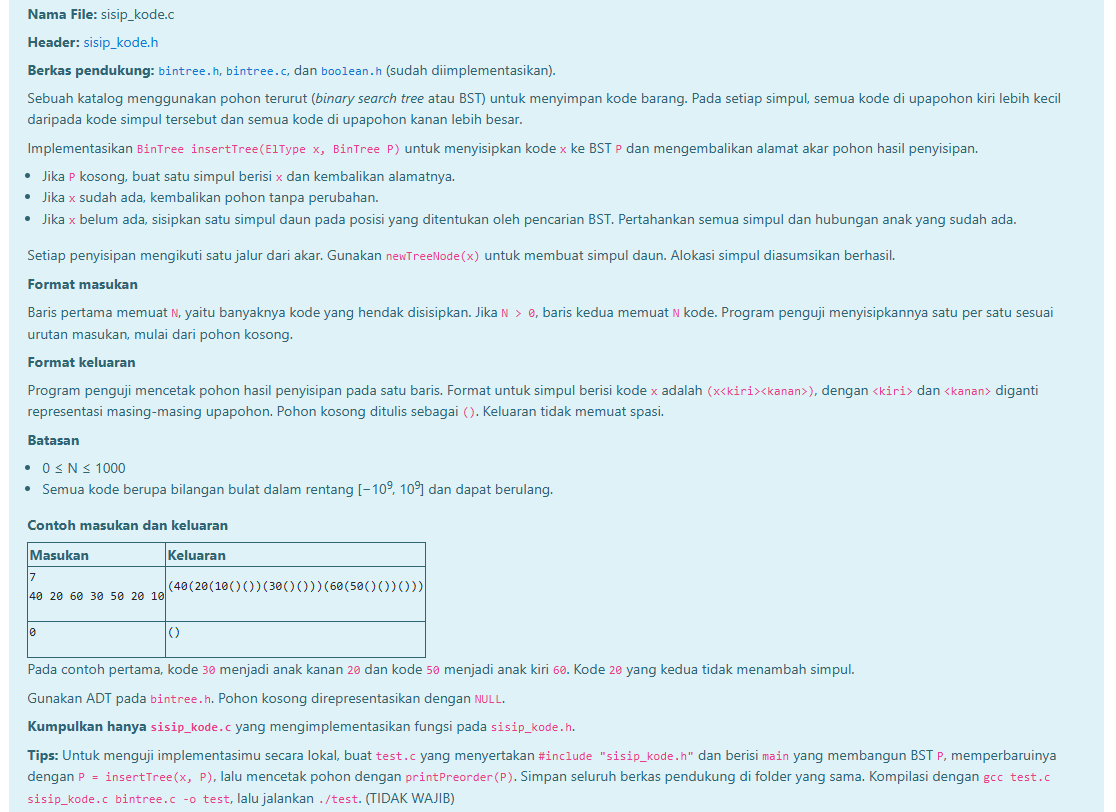 Nama File: sisip_kode.c
Header: sisip_kode.h
Berkas pendukung: bintree.h, bintree.c, dan boolean.h (sudah diimplementasikan).
Sebuah katalog menggunakan pohon terurut (binary search tree atau BST) untuk menyimpan kode barang. Pada setiap simpul, semua kode di upapohon kiri lebih kecil
daripada kode simpul tersebut dan semua kode di upapohon kanan lebih besar.
Implementasikan BinTree insertTree(ElType x, BinTree P) untuk menyisipkan kode x ke BST P dan mengembalikan alamat akar pohon hasil penyisipan.
• Jika P kosong, buat satu simpul berisi x dan kembalikan alamatnya.
• Jika x sudah ada, kembalikan pohon tanpa perubahan.
• Jika x belum ada, sisipkan satu simpul daun pada posisi yang ditentukan oleh pencarian BST. Pertahankan semua simpul dan hubungan anak yang sudah ada.
Setiap penyisipan mengikuti satu jalur dari akar. Gunakan newTreeNode(x) untuk membuat simpul daun. Alokasi simpul diasumsikan berhasil.
Format masukan
Baris pertama memuat N, yaitu banyaknya kode yang hendak disisipkan. Jika N > 0, baris kedua memuat N kode. Program penguji menyisipkannya satu per satu sesuai
urutan masukan, mulai dari pohon kosong.
Format keluaran
Program penguji mencetak pohon hasil penyisipan pada satu baris. Format untuk simpul berisi kode x adalah (x<kiri><kanan>), dengan <kiri> dan <kanan> diganti
representasi masing-masing upapohon. Pohon kosong ditulis sebagai (). Keluaran tidak memuat spasi.
Batasan
• 0 ≤ N ≤ 1000
• Semua kode berupa bilangan bulat dalam rentang [−10⁹, 10⁹] dan dapat berulang.
Contoh masukan dan keluaran
Masukan Keluaran
7
40 20 60 30 50 20 10 (40(20(10()())(30()()))(60(50()())()))
0 ()
Pada contoh pertama, kode 30 menjadi anak kanan 20 dan kode 50 menjadi anak kiri 60. Kode 20 yang kedua tidak menambah simpul.
Gunakan ADT pada bintree.h. Pohon kosong direpresentasikan dengan NULL.
Kumpulkan hanya sisip_kode.c yang mengimplementasikan fungsi pada sisip_kode.h.
Tips: Untuk menguji implementasimu secara lokal, buat test.c yang menyertakan #include "sisip_kode.h" dan berisi main yang membangun BST P, memperbaruinya
dengan P = insertTree(x, P), lalu mencetak pohon dengan printPreorder(P). Simpan seluruh berkas pendukung di folder yang sama. Kompilasi dengan gcc test.c
sisip_kode.c bintree.c -o test, lalu jalankan ./test. (TIDAK WAJIB)